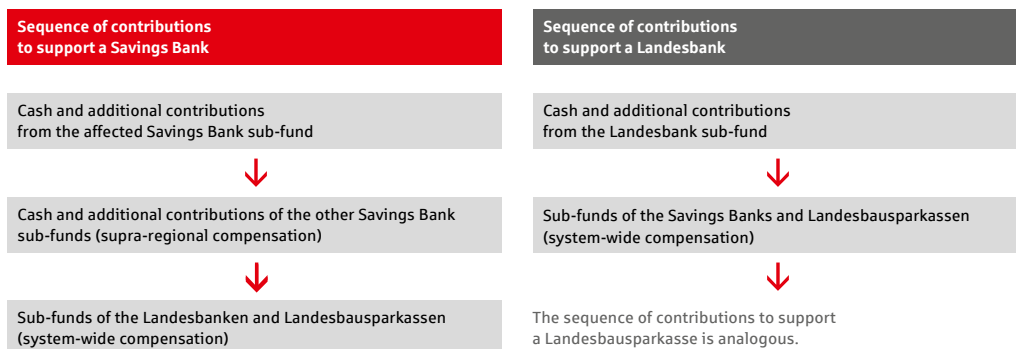 Sequence of contributions
to support a Savings Bank
Cash and additional contributions
from the affected Savings Bank sub-fund
Cash and additional contributions of the other Savings Bank
sub-funds (supra-regional compensation)
Sub-funds of the Landesbanken and Landesbausparkassen
(system-wide compensation)
Sequence of contributions
to support a Landesbank
Cash and additional contributions
from the Landesbank sub-fund
Sub-funds of the Savings Banks and Landesbausparkassen
(system-wide compensation)
The sequence of contributions to support
a Landesbausparkasse is analogous.